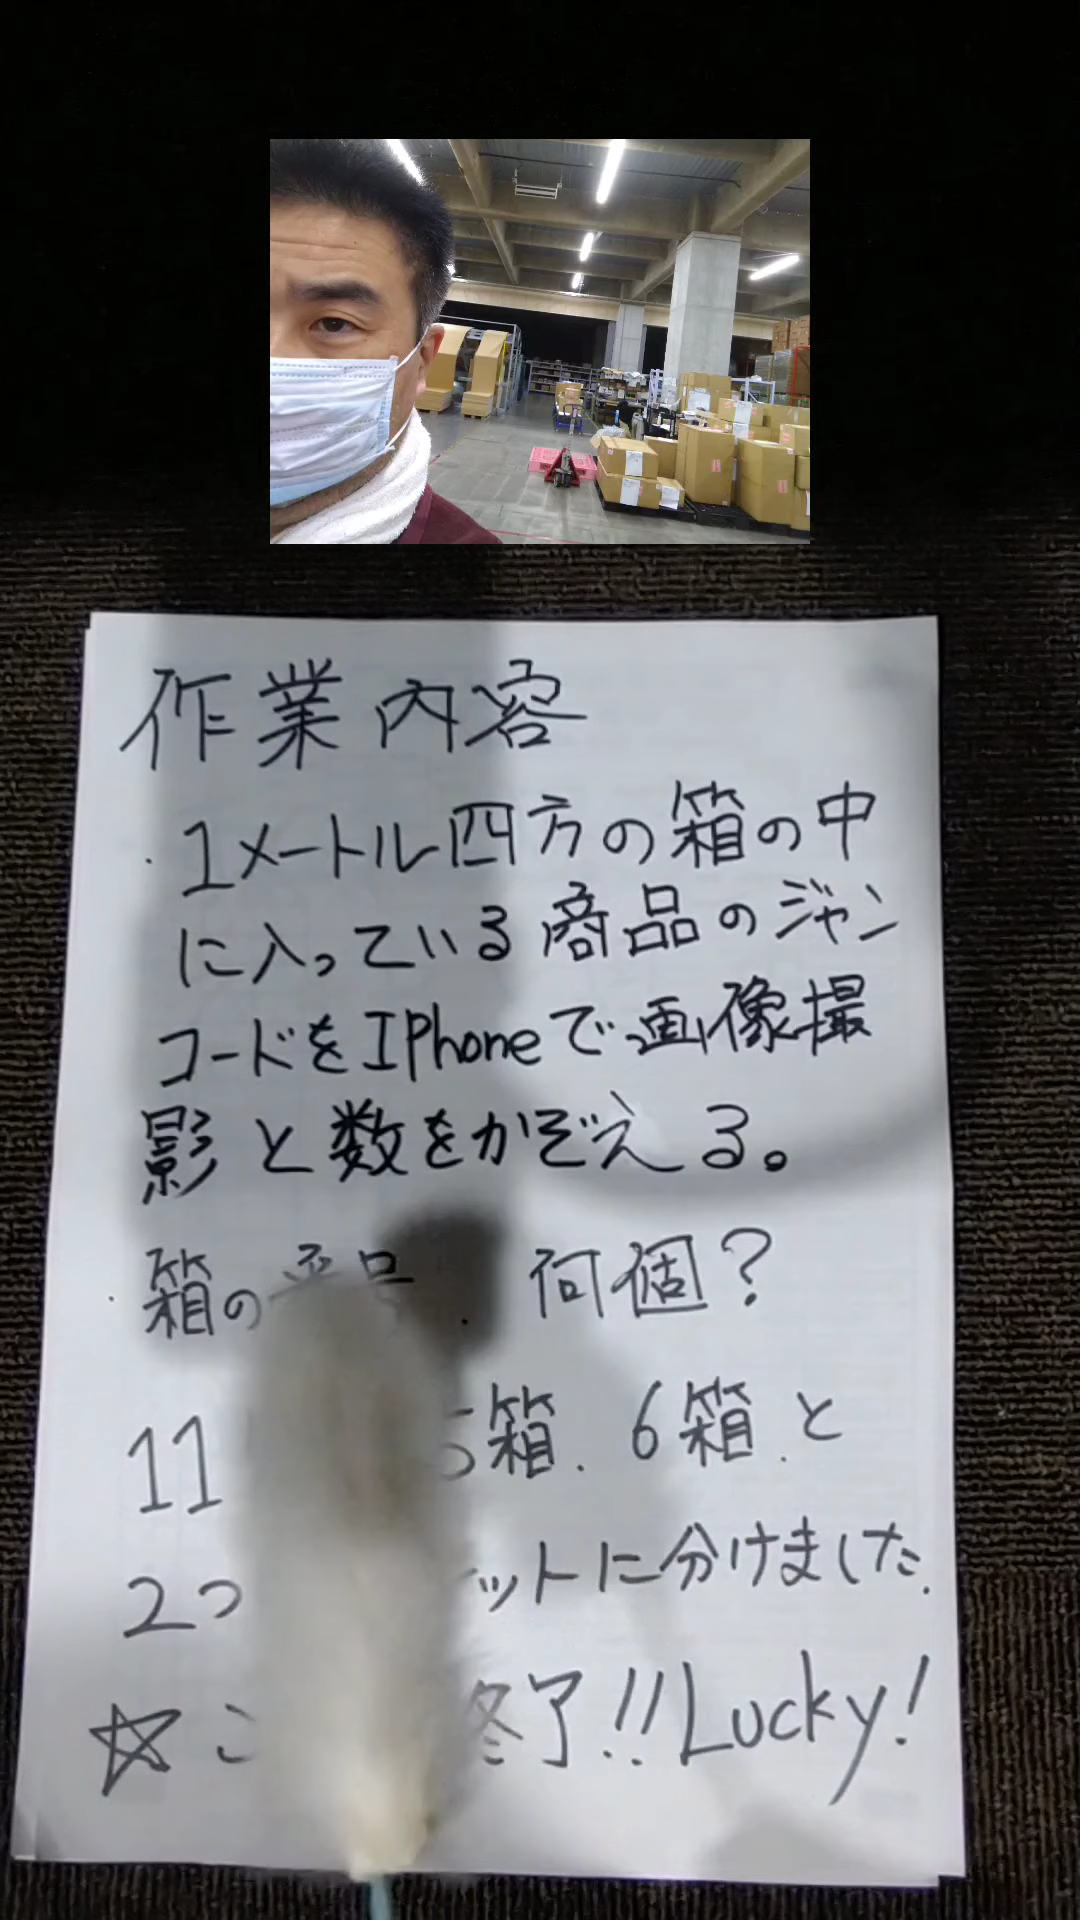 作業内容
・1メートル四方の箱の中
に入っている商品のジャン
コードをIPhoneで画像撮
影と数をかぞえる。
・箱の番号 何個？
11 5箱、6箱、と
2つ ットに分けました。
☆こ 終了!!Lucky!